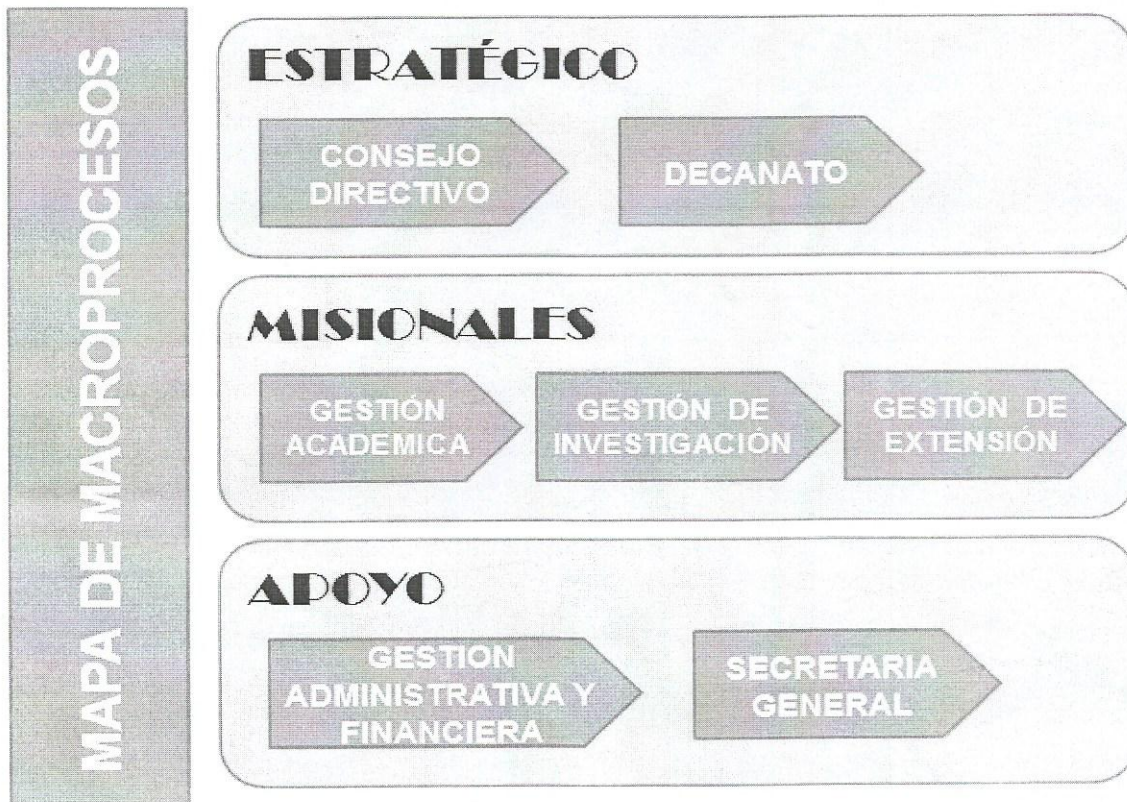 MAPA DE MACROPROCESOS
ESTRATÉGICO
CONSEJO
DIRECTIVO
DECANATO
MISIONALES
GESTIÓN
ACADEMICA
GESTIÓN DE
INVESTIGACIÓN
GESTIÓN DE
EXTENSIÓN
APOYO
GESTION
ADMINISTRATIVA Y
FINANCIERA
SECRETARIA
GENERAL